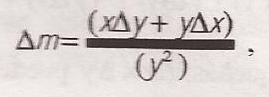 Δm= (xΔy + yΔx) / (y²) ,